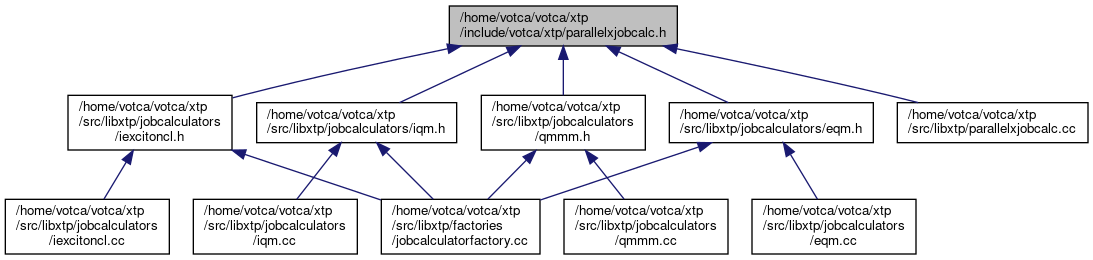 /home/votca/votca/xtp
/include/votca/xtp/parallelxjobcalc.h
/home/votca/votca/xtp
/src/libxtp/jobcalculators
/iexcitoncl.h
/home/votca/votca/xtp
/src/libxtp/jobcalculators/iqm.h
/home/votca/votca/xtp
/src/libxtp/jobcalculators
/qmmm.h
/home/votca/votca/xtp
/src/libxtp/jobcalculators/eqm.h
/home/votca/votca/xtp
/src/libxtp/parallelxjobcalc.cc
/home/votca/votca/xtp
/src/libxtp/jobcalculators
/iexcitoncl.cc
/home/votca/votca/xtp
/src/libxtp/jobcalculators
/iqm.cc
/home/votca/votca/xtp
/src/libxtp/factories
/jobcalculatorfactory.cc
/home/votca/votca/xtp
/src/libxtp/jobcalculators
/qmmm.cc
/home/votca/votca/xtp
/src/libxtp/jobcalculators
/eqm.cc